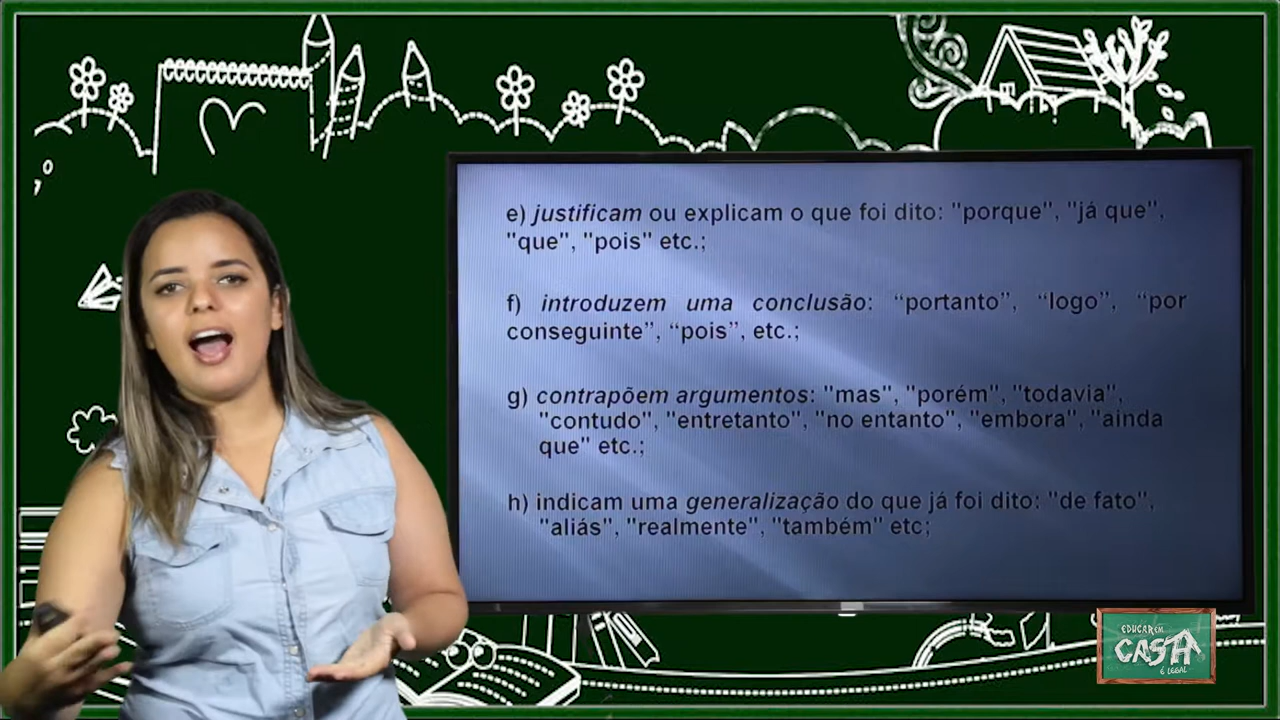 e) justificam ou explicam o que foi dito: "porque", "já que",
"que", "pois" etc.;
f) introduzem uma conclusão: “portanto”, “logo”, “por
conseguinte”, “pois”, etc.;
g) contrapõem argumentos: "mas", "porém", "todavia",
"contudo", "entretanto", "no entanto", "embora", "ainda
que" etc.;
h) indicam uma generalização do que já foi dito: "de fato",
"aliás", "realmente", "também" etc;
EDUCAR EM
CASA
É LEGAL